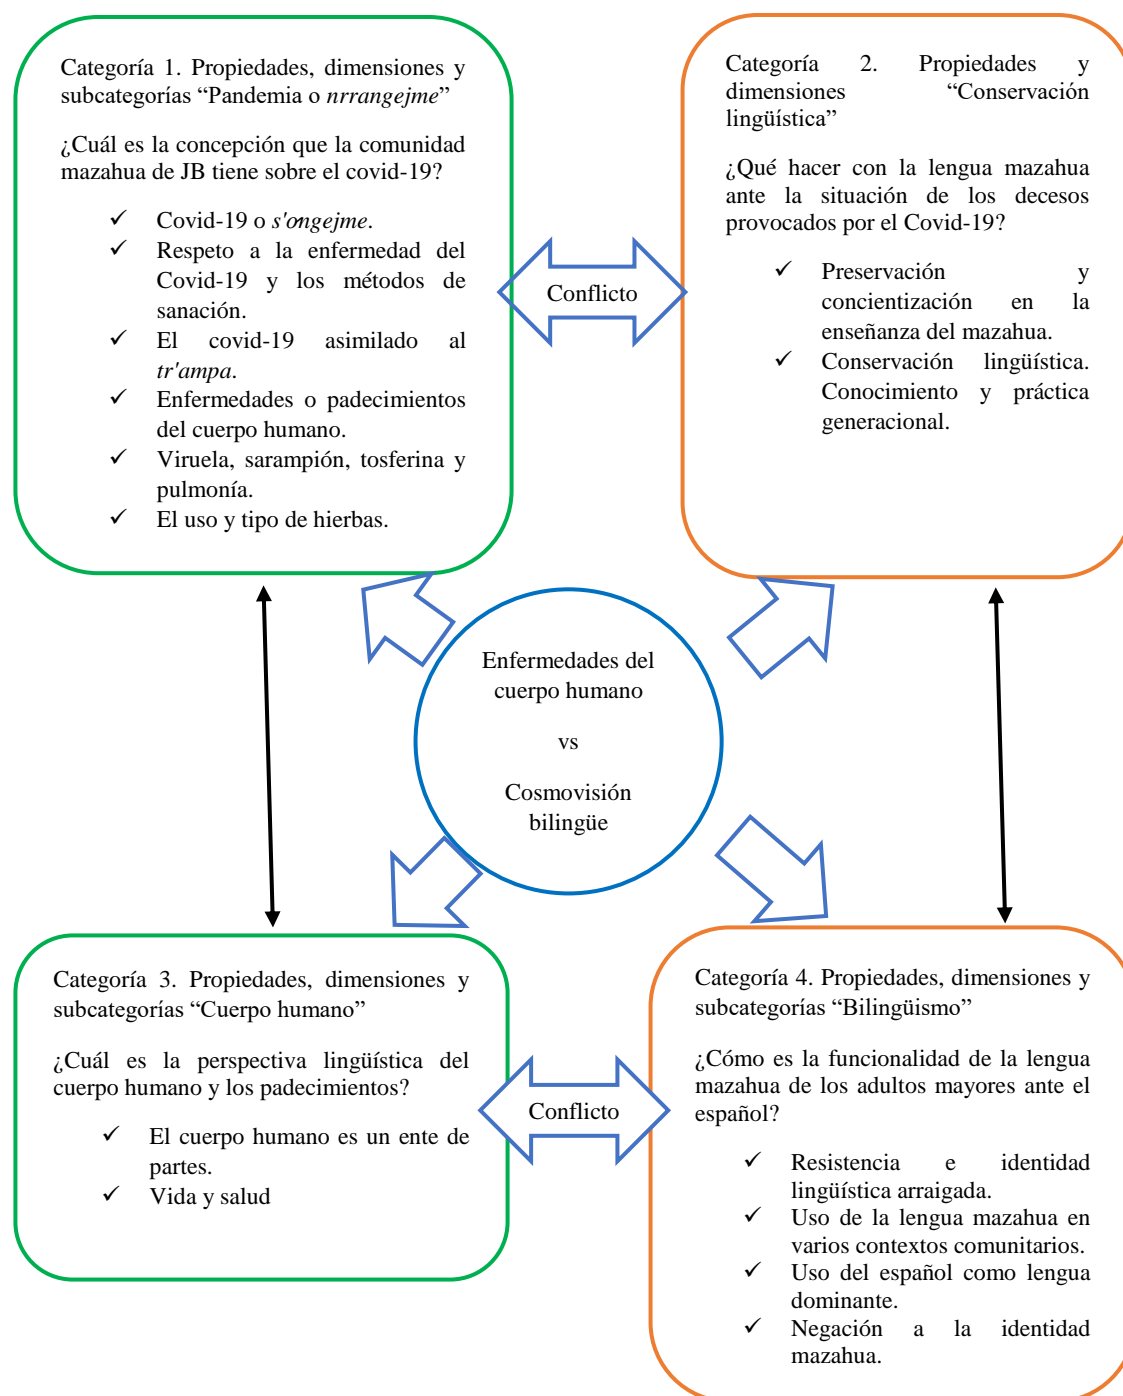 Categoría 1. Propiedades, dimensiones y
subcategorías “Pandemia o nrrangejme”
¿Cuál es la concepción que la comunidad
mazahua de JB tiene sobre el covid-19?
✓ Covid-19 o s'ongejme.
✓ Respeto a la enfermedad del
Covid-19 y los métodos de
sanación.
✓ El covid-19 asimilado al
tr'ampa.
✓ Enfermedades o padecimientos
del cuerpo humano.
✓ Viruela, sarampión, tosferina y
pulmonía.
✓ El uso y tipo de hierbas.
Conflicto
Categoría 2. Propiedades y
dimensiones “Conservación
lingüística”
¿Qué hacer con la lengua mazahua
ante la situación de los decesos
provocados por el Covid-19?
✓ Preservación y
concientización en la
enseñanza del mazahua.
✓ Conservación lingüística.
Conocimiento y práctica
generacional.
Enfermedades del
cuerpo humano
vs
Cosmovisión
bilingüe
Categoría 3. Propiedades, dimensiones y
subcategorías “Cuerpo humano”
¿Cuál es la perspectiva lingüística del
cuerpo humano y los padecimientos?
✓ El cuerpo humano es un ente de
partes.
✓ Vida y salud
Conflicto
Categoría 4. Propiedades, dimensiones y
subcategorías “Bilingüismo”
¿Cómo es la funcionalidad de la lengua
mazahua de los adultos mayores ante el
español?
✓ Resistencia e identidad
lingüística arraigada.
✓ Uso de la lengua mazahua en
varios contextos comunitarios.
✓ Uso del español como lengua
dominante.
✓ Negación a la identidad
mazahua.